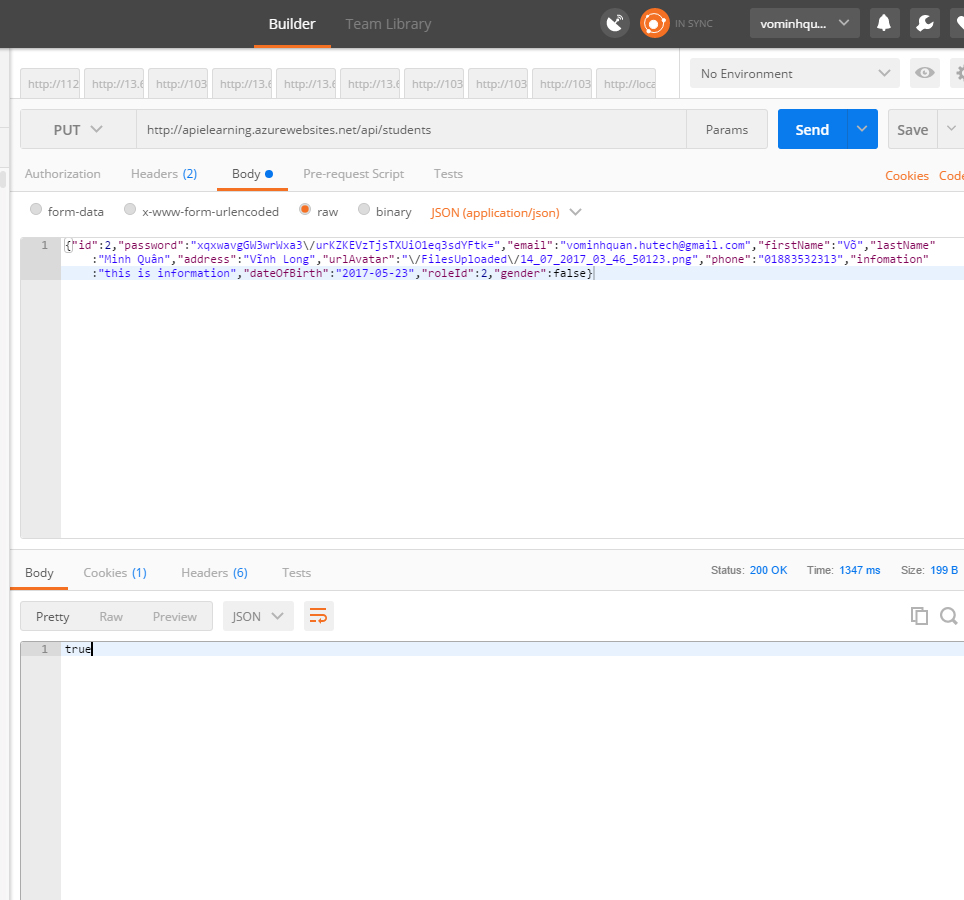 Builder Team Library IN SYNC vominhqu...
http://112 http://13.6 http://103 http://13.6 http://13.6 http://13.6 http://103 http://103 http://103 http://loca No Environment
PUT http://apielearning.azurewebsites.net/api/students Params Send Save
Authorization Headers (2) Body Pre-request Script Tests Cookies Code
form-data x-www-form-urlencoded raw binary JSON (application/json)
1 {"id":2,"password":"xqxwavgGW3wrWxa3\/urKZKEVzTjsTXUiO1eq3sdYFtk=","email":"vominhquan.hutech@gmail.com","firstName":"Võ","lastName"
:"Minh Quân","address":"Vĩnh Long","urlAvatar":"\/FilesUploaded\/14_07_2017_03_46_50123.png","phone":"01883532313","infomation"
:"this is information","dateOfBirth":"2017-05-23","roleId":2,"gender":false}
Body Cookies (1) Headers (6) Tests Status: 200 OK Time: 1347 ms Size: 199 B
Pretty Raw Preview JSON
1 true